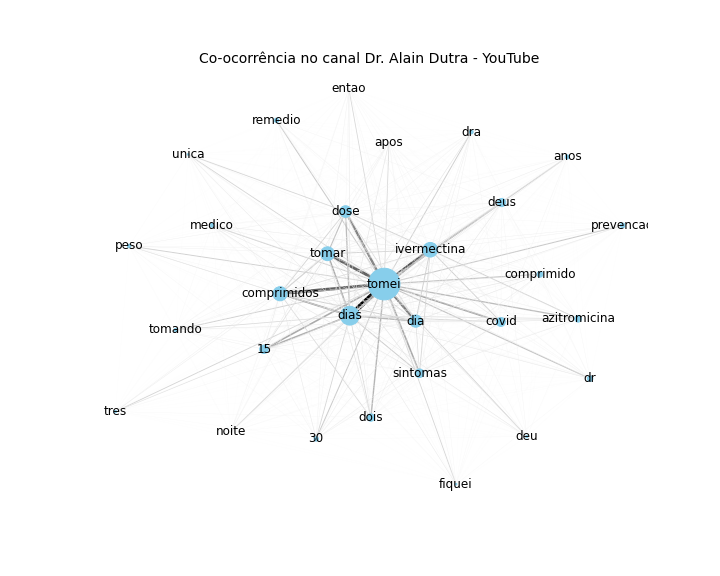 Co-ocorrência no canal Dr. Alain Dutra - YouTube
entao
remedio
dra
apos
unica
anos
deus
dose
medico
prevencao
peso
ivermectina
tomar
comprimido
tomei
comprimidos
dias
azitromicina
dia
covid
tomando
15
sintomas
dr
tres
dois
noite
deu
30
fiquei